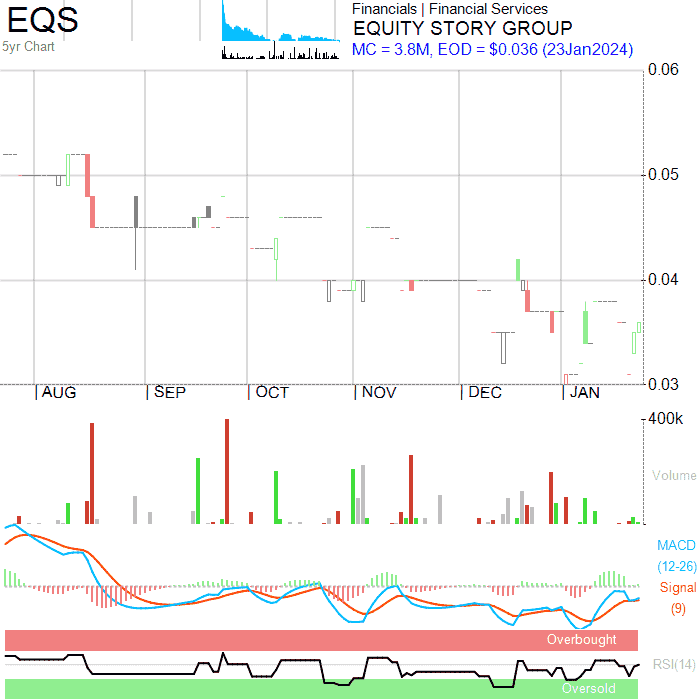 EQS
5yr Chart
Financials | Financial Services
EQUITY STORY GROUP
MC = 3.8M, EOD = $0.036 (23Jan2024)
0.06
0.05
0.04
0.03
AUG SEP OCT NOV DEC JAN
400k
Volume
MACD
(12-26)
Signal
(9)
Overbought
RSI(14)
Oversold